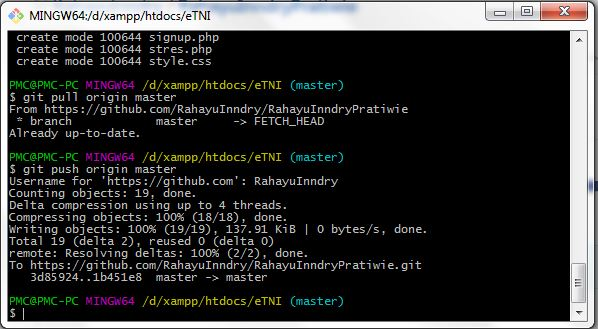 MINGW64:/d/xampp/htdocs/eTNI
create mode 100644 signup.php
create mode 100644 stres.php
create mode 100644 style.css
PMC@PMC-PC MINGW64 /d/xampp/htdocs/eTNI (master)
$ git pull origin master
From https://github.com/RahayuInndry/RahayuInndryPratiwie
* branch            master     -> FETCH_HEAD
Already up-to-date.
PMC@PMC-PC MINGW64 /d/xampp/htdocs/eTNI (master)
$ git push origin master
Username for 'https://github.com': RahayuInndry
Counting objects: 19, done.
Delta compression using up to 4 threads.
Compressing objects: 100% (18/18), done.
Writing objects: 100% (19/19), 137.91 KiB | 0 bytes/s, done.
Total 19 (delta 2), reused 0 (delta 0)
remote: Resolving deltas: 100% (2/2), done.
To https://github.com/RahayuInndry/RahayuInndryPratiwie.git
3d85924..1b451e8  master -> master
PMC@PMC-PC MINGW64 /d/xampp/htdocs/eTNI (master)
$